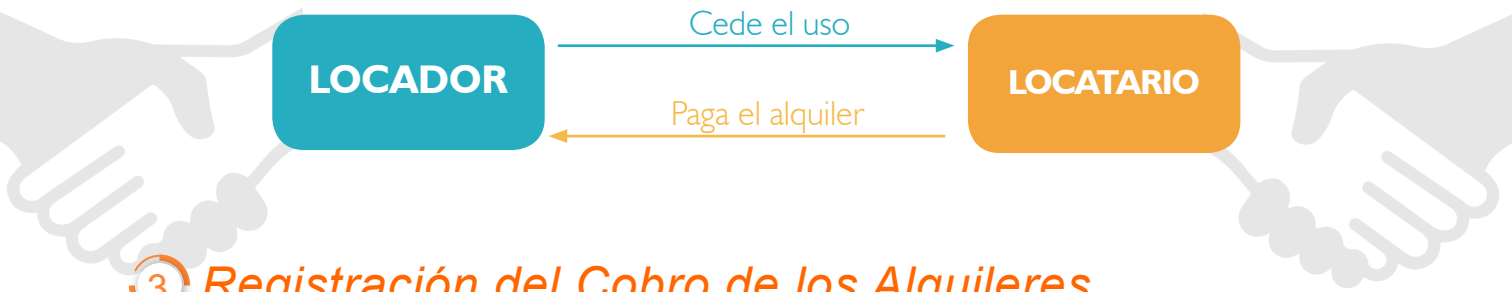 Cede el uso
LOCADOR
LOCATARIO
Paga el alquiler
3 Registración del Cobro de los Alquileres